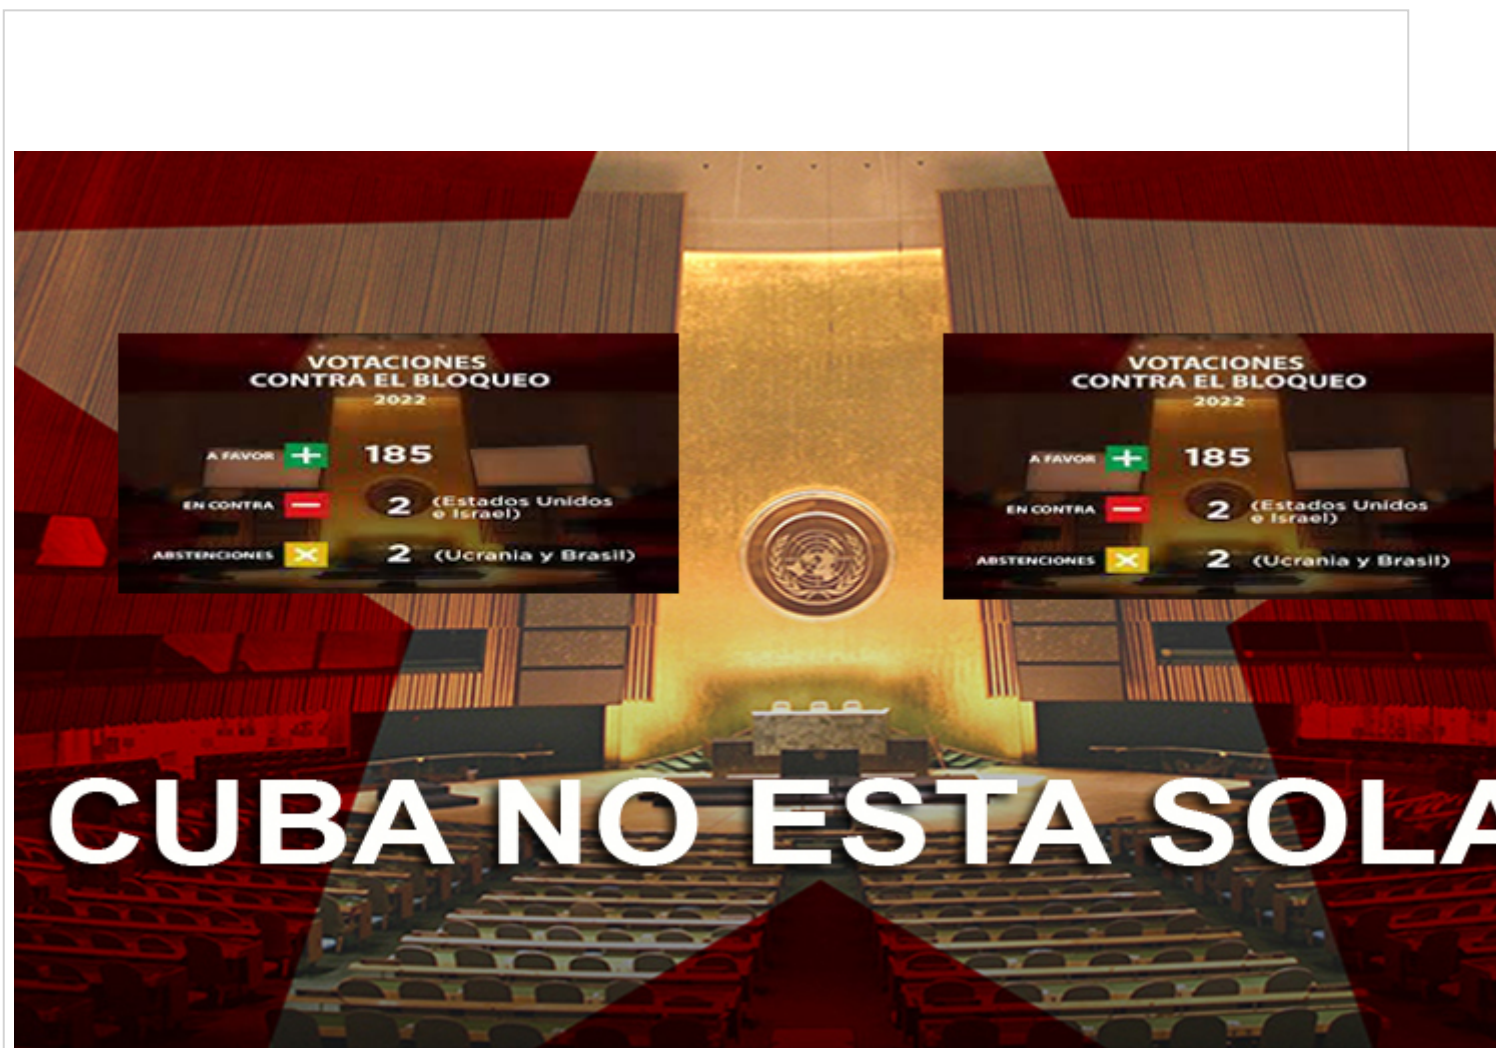 VOTACIONES
CONTRA EL BLOQUEO
2022
A FAVOR + 185
EN CONTRA − 2 (Estados Unidos
e Israel)
ABSTENCIONES × 2 (Ucrania y Brasil)
VOTACIONES
CONTRA EL BLOQUEO
2022
A FAVOR + 185
EN CONTRA − 2 (Estados Unidos
e Israel)
ABSTENCIONES × 2 (Ucrania y Brasil)
CUBA NO ESTA SOLA